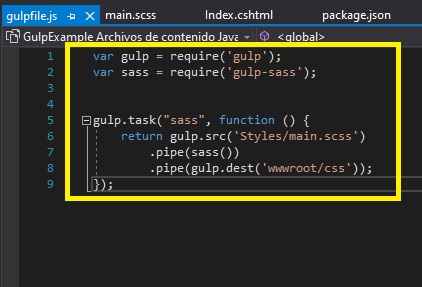 gulpfile.js
main.scss
Index.cshtml
package.json
GulpExample Archivos de contenido Java
<global>
1 var gulp = require('gulp');
2 var sass = require('gulp-sass');
3
4
5 gulp.task("sass", function () {
6 return gulp.src('Styles/main.scss')
7 .pipe(sass())
8 .pipe(gulp.dest('wwwroot/css'));
9 });